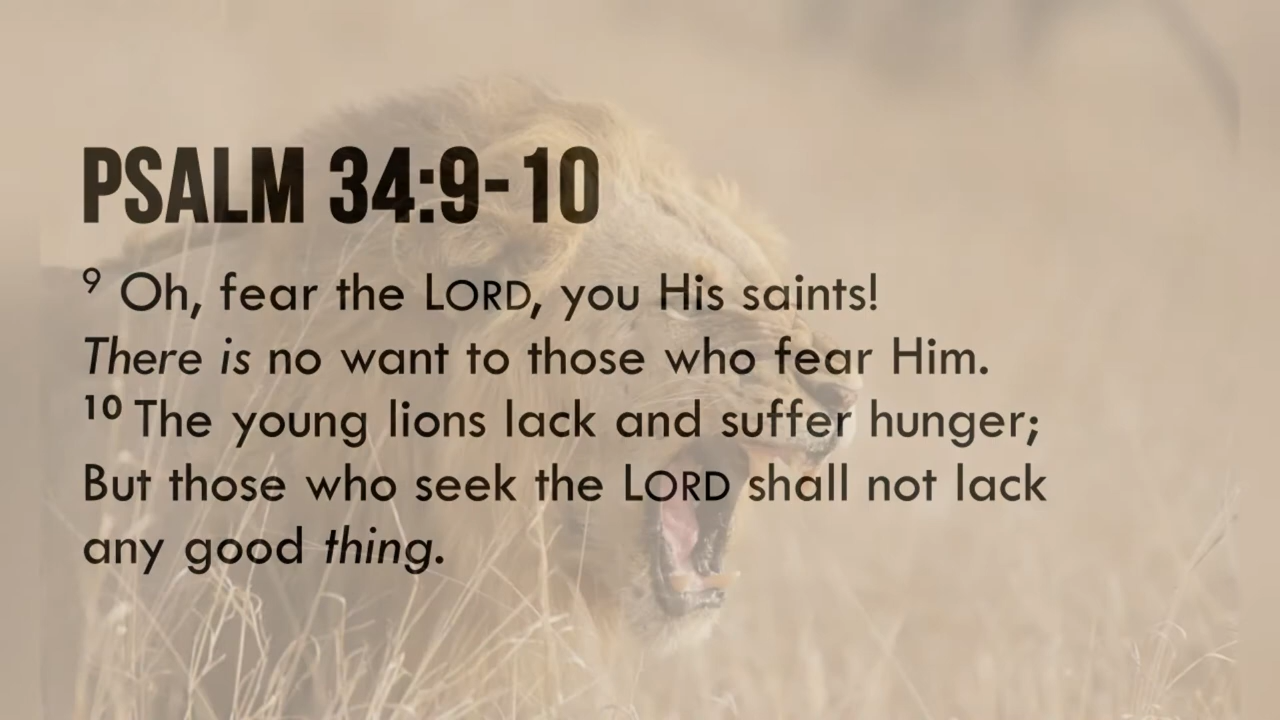 PSALM 34:9-10
9 Oh, fear the LORD, you His saints!
There is no want to those who fear Him.
10 The young lions lack and suffer hunger;
But those who seek the LORD shall not lack
any good thing.